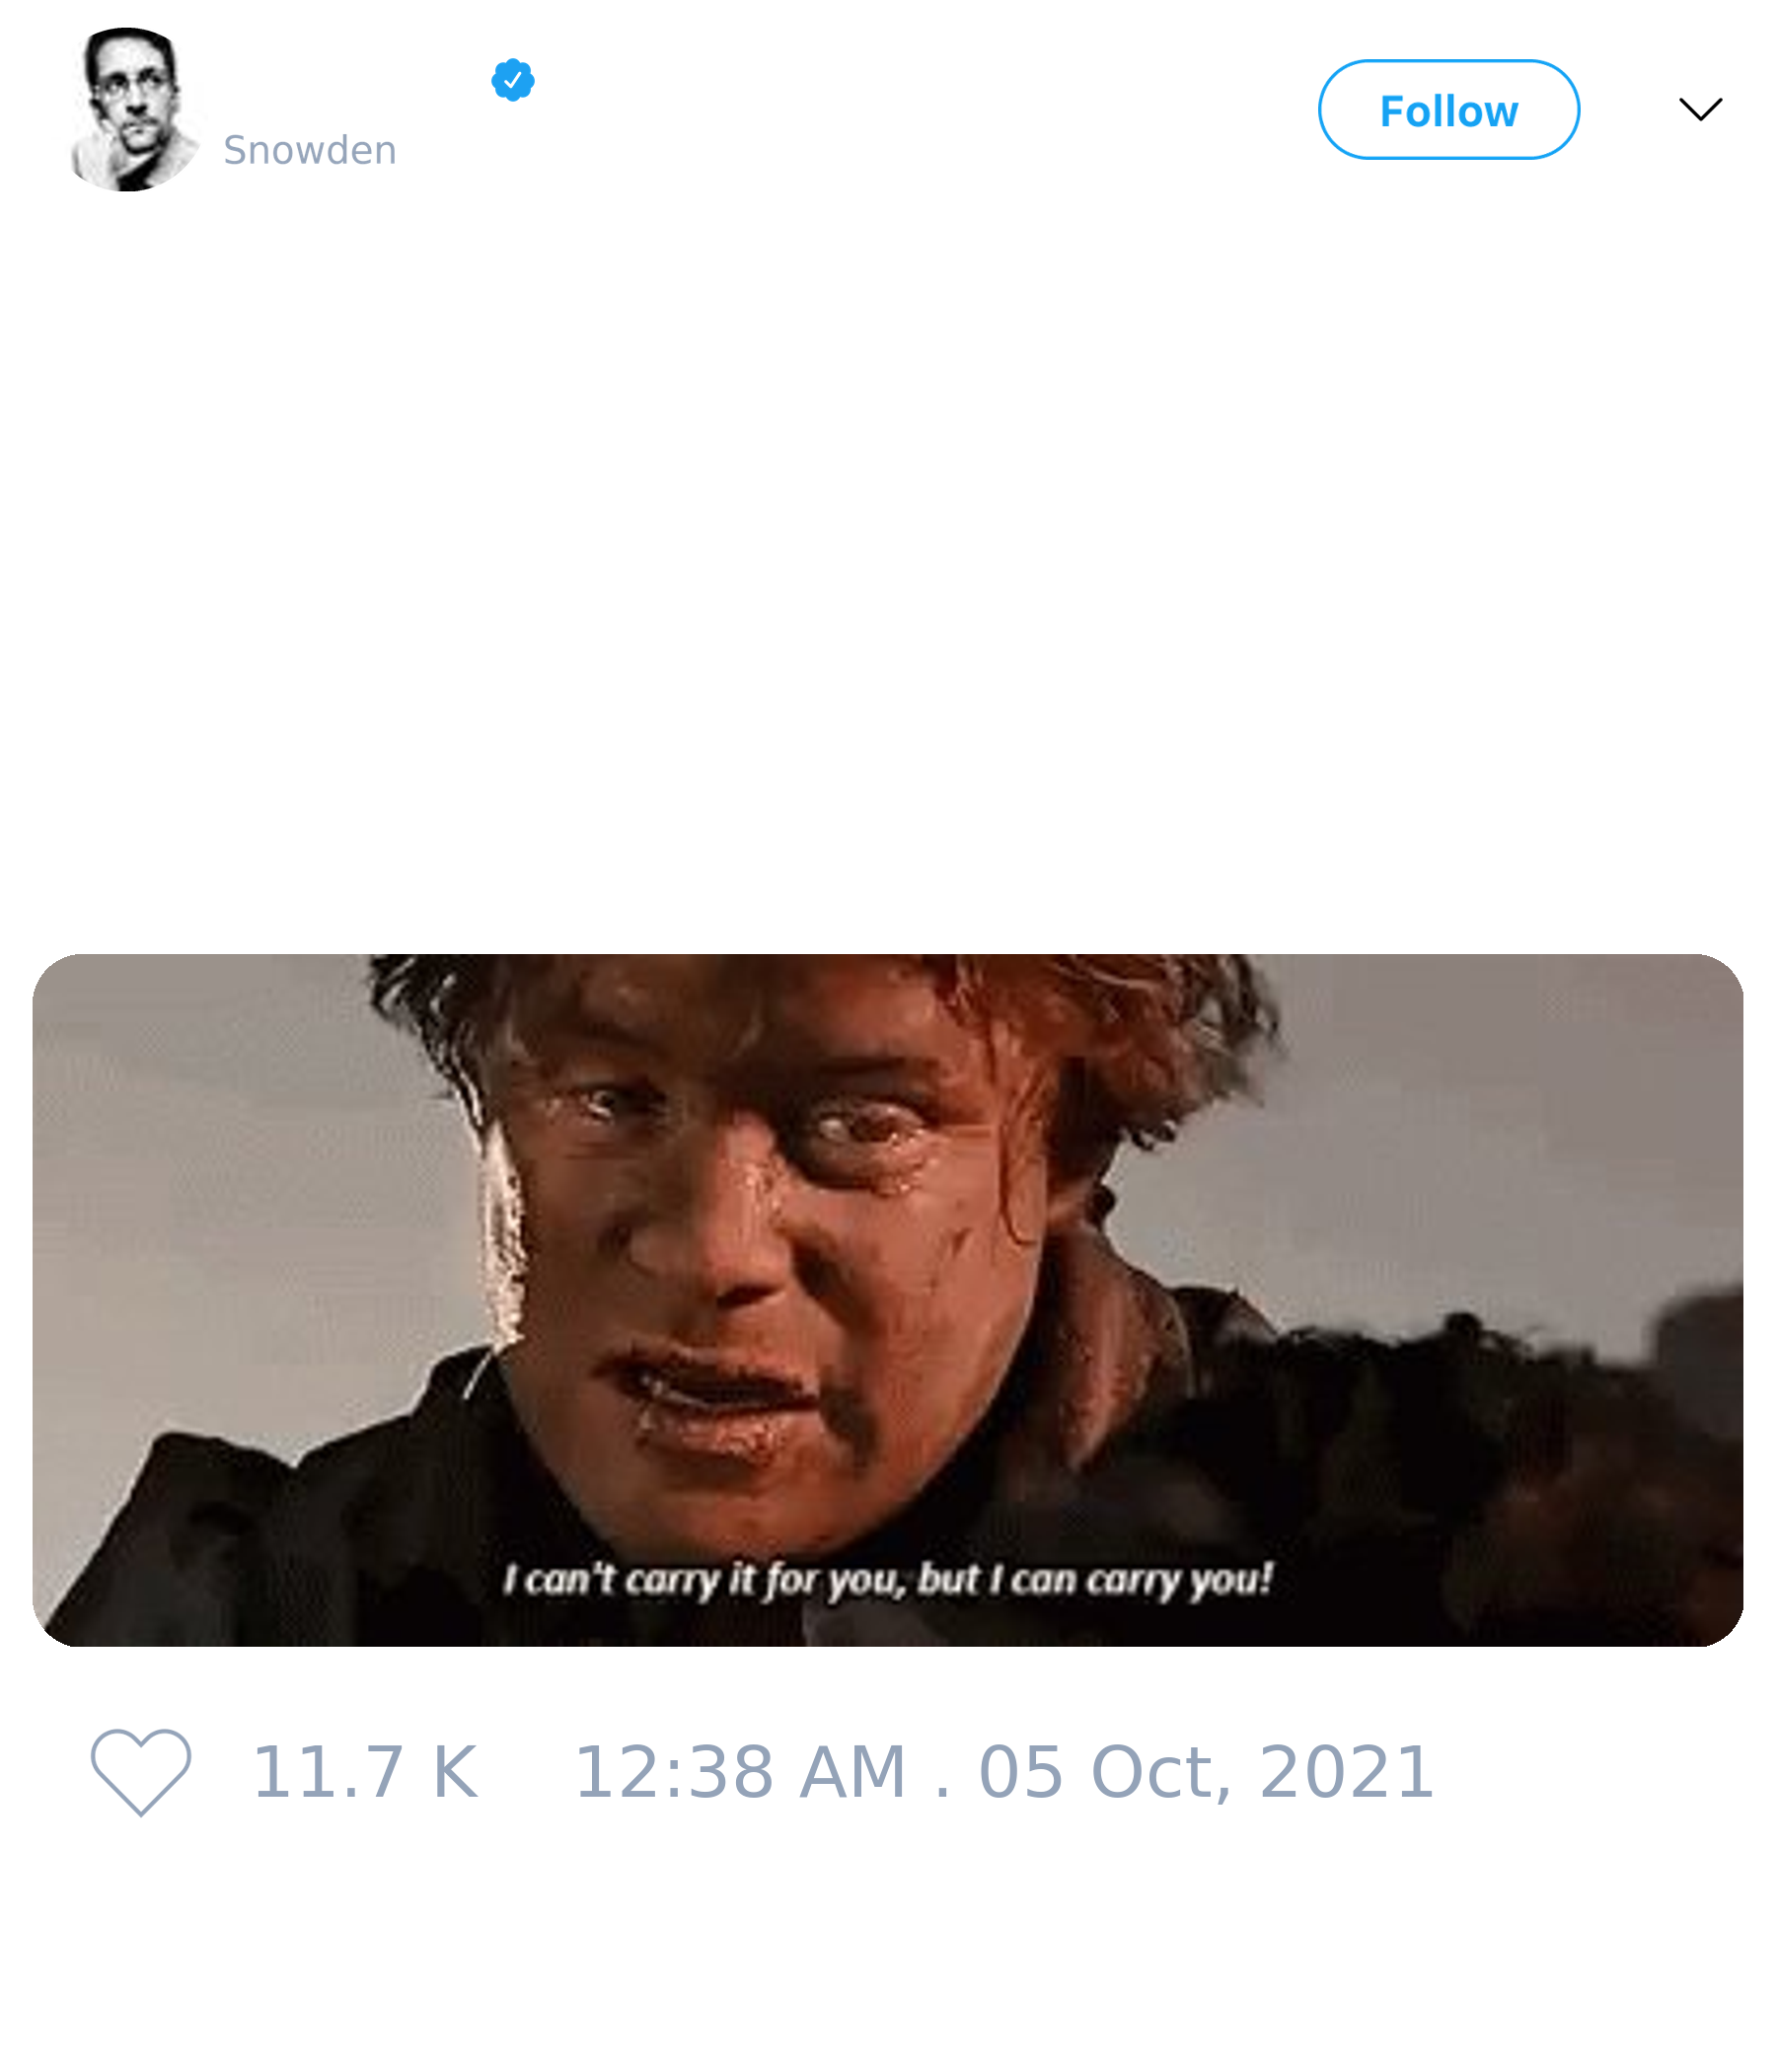 Snowden
Follow
I can't carry it for you, but I can carry you!
11.7 K
12:38 AM . 05 Oct, 2021